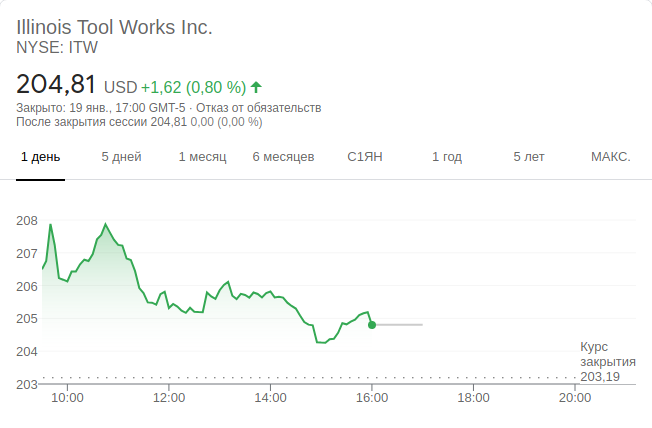 Illinois Tool Works Inc.
NYSE: ITW
204,81 USD +1,62 (0,80 %)
Закрыто: 19 янв., 17:00 GMT-5 · Отказ от обязательств
После закрытия сессии 204,81 0,00 (0,00 %)
1 день 5 дней 1 месяц 6 месяцев С1ЯН 1 год 5 лет МАКС.
208
207
206
205
204
203
Курс
закрытия
203,19
10:00 12:00 14:00 16:00 18:00 20:00